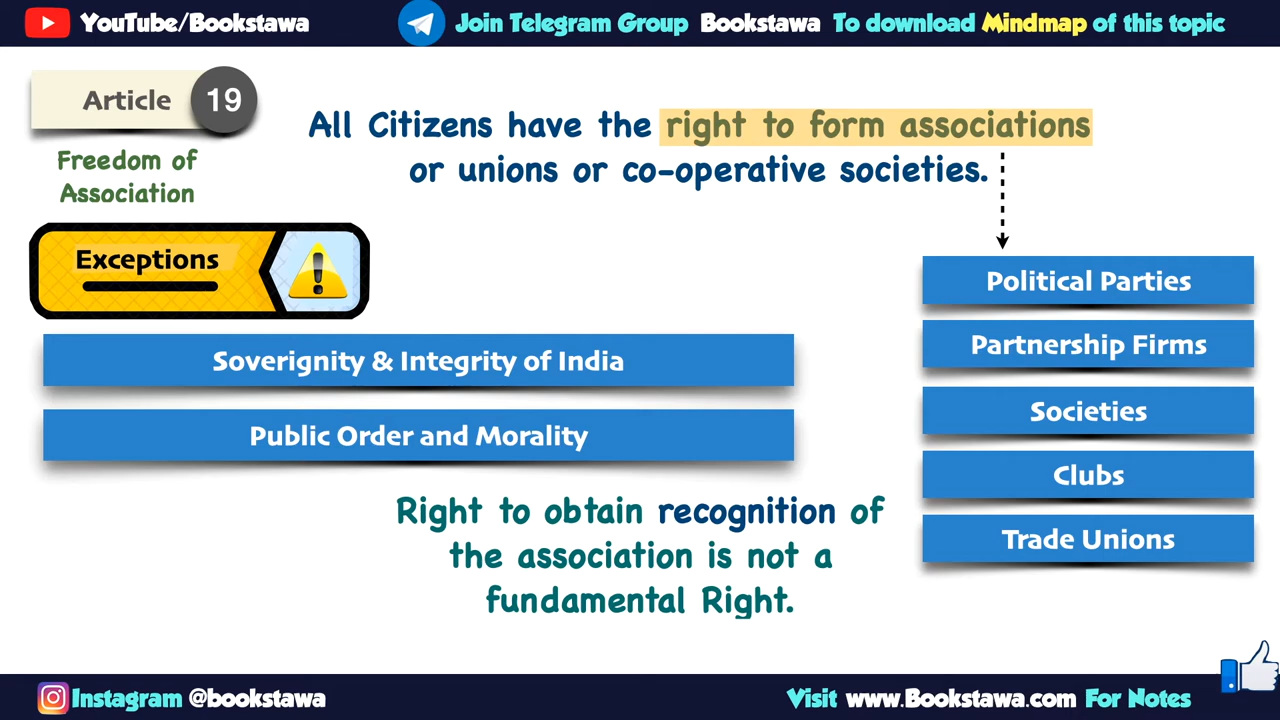 YouTube/Bookstawa
Join Telegram Group Bookstawa To download Mindmap of this topic
Article 19
Freedom of
Association
All Citizens have the right to form associations
or unions or co-operative societies.
Exceptions
Soverignity & Integrity of India
Public Order and Morality
Political Parties
Partnership Firms
Societies
Clubs
Trade Unions
Right to obtain recognition of
the association is not a
fundamental Right.
Instagram @bookstawa
Visit www.Bookstawa.com For Notes